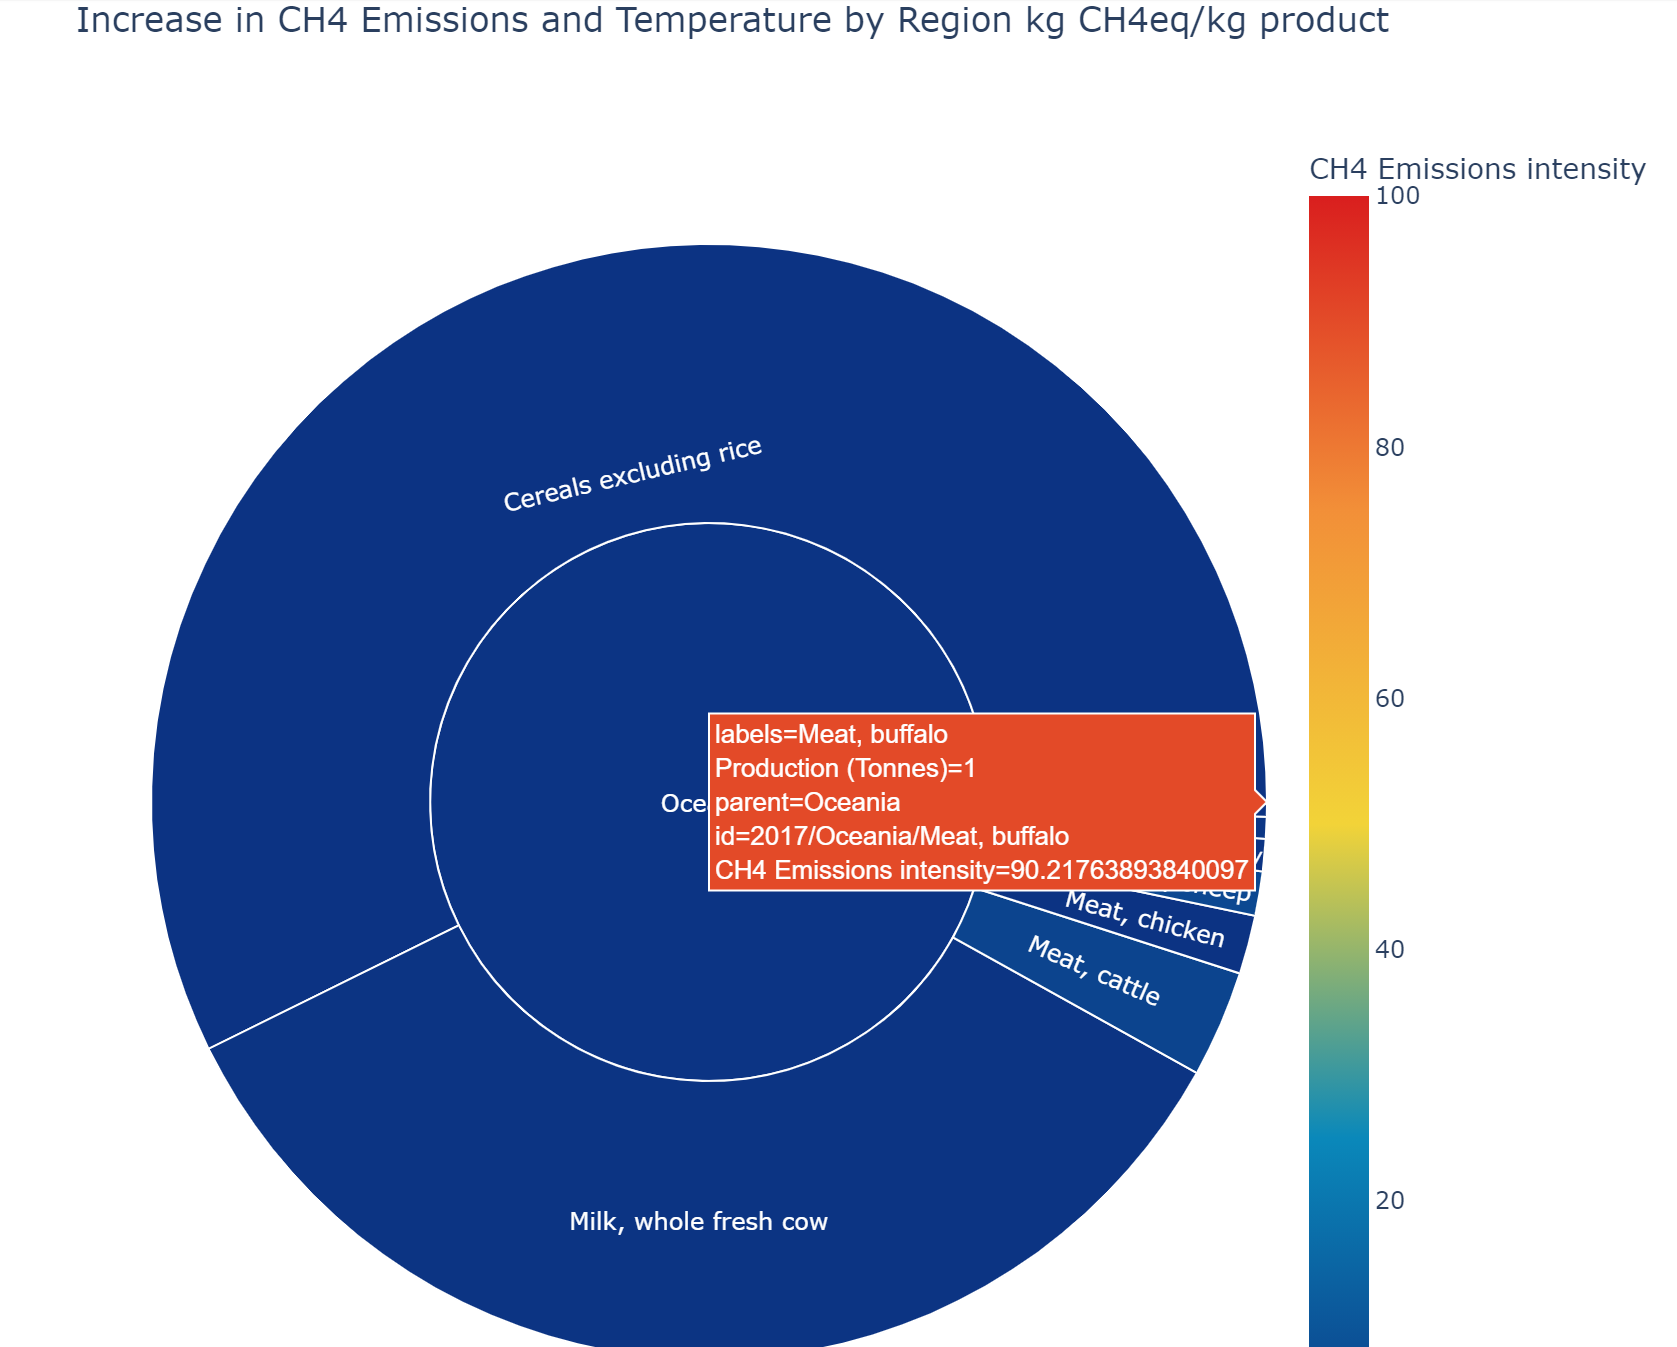 Increase in CH4 Emissions and Temperature by Region kg CH4eq/kg product
CH4 Emissions intensity
100
80
60
40
20
Cereals excluding rice
labels=Meat, buffalo
Production (Tonnes)=1
parent=Oceania
id=2017/Oceania/Meat, buffalo
CH4 Emissions intensity=90.21763893840097
Meat, chicken
Meat, cattle
Milk, whole fresh cow